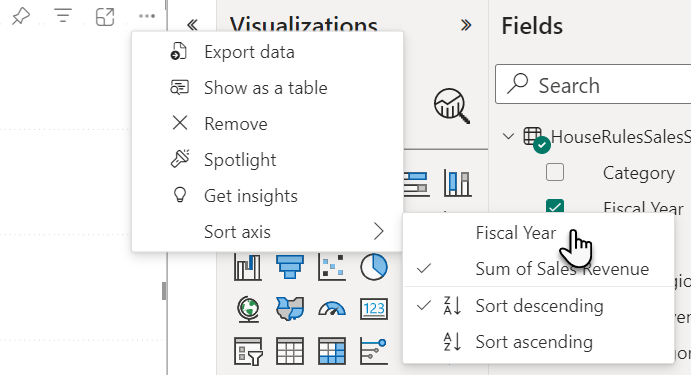 Visualizations
Fields
Export data
Show as a table
Remove
Spotlight
Get insights
Sort axis
Search
HouseRulesSalesS
Category
Fiscal Year
Fiscal Year
Sum of Sales Revenue
Sort descending
Sort ascending
123